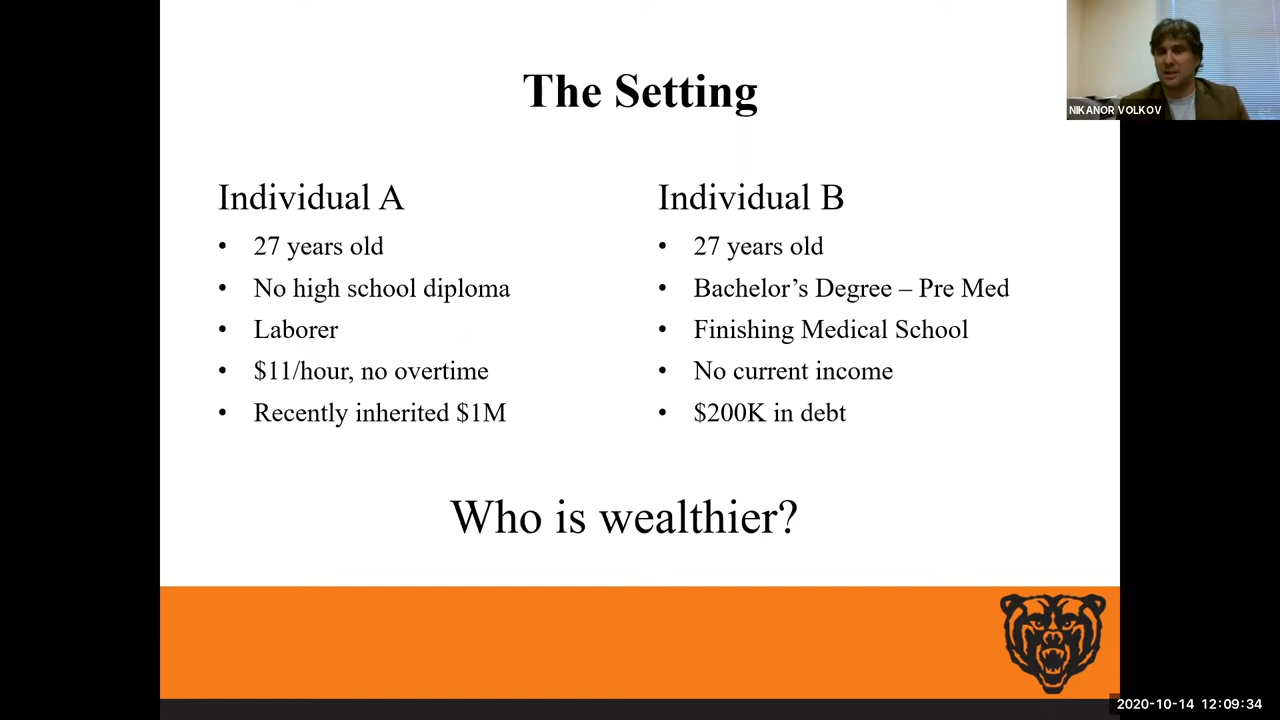 The Setting
NIKANOR VOLKOV
Individual A
• 27 years old
• No high school diploma
• Laborer
• $11/hour, no overtime
• Recently inherited $1M
Individual B
• 27 years old
• Bachelor’s Degree – Pre Med
• Finishing Medical School
• No current income
• $200K in debt
Who is wealthier?
2020-10-14 12:09:34